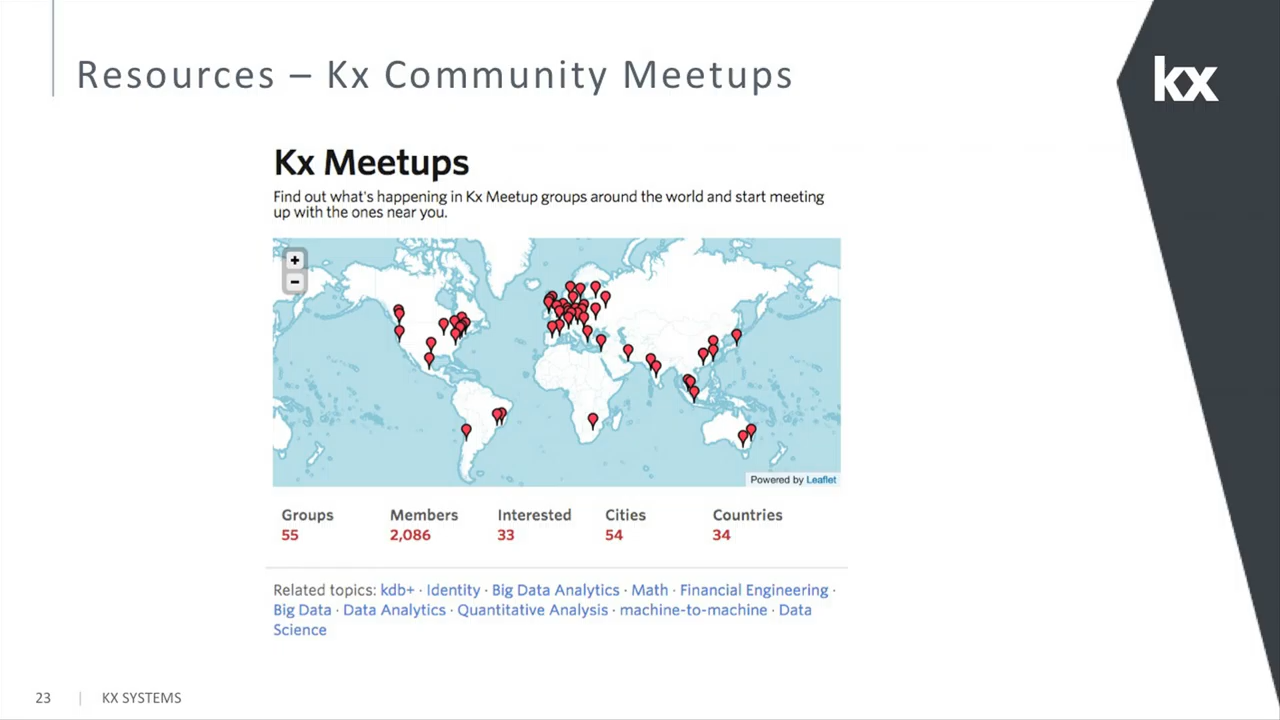 Resources – Kx Community Meetups
kx
Kx Meetups
Find out what's happening in Kx Meetup groups around the world and start meeting
up with the ones near you.
+
−
Powered by Leaflet
Groups Members Interested Cities Countries
55 2,086 33 54 34
Related topics: kdb+ · Identity · Big Data Analytics · Math · Financial Engineering ·
Big Data · Data Analytics · Quantitative Analysis · machine-to-machine · Data
Science
23 | KX SYSTEMS